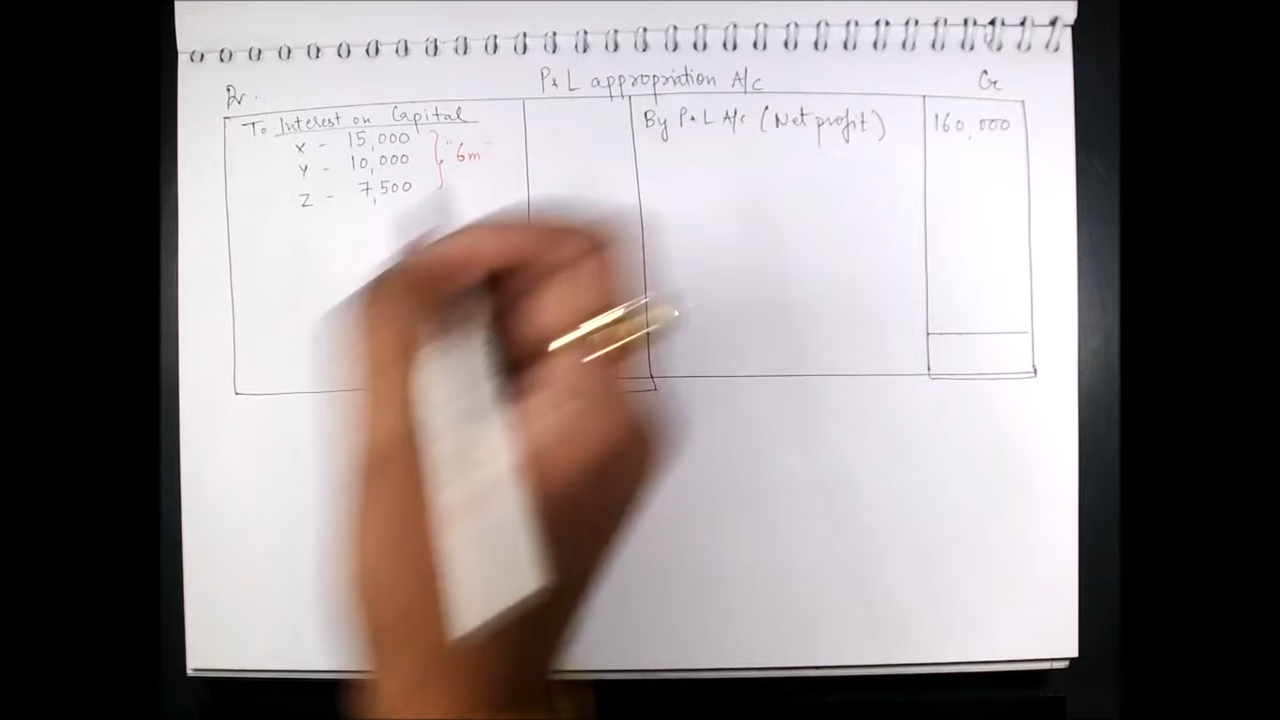 Dr.
P & L appropriation A/c
Cr
To Interest on Capital
X - 15,000
Y - 10,000
Z - 7,500
"6m"
By P & L A/c (Net profit)
160,000